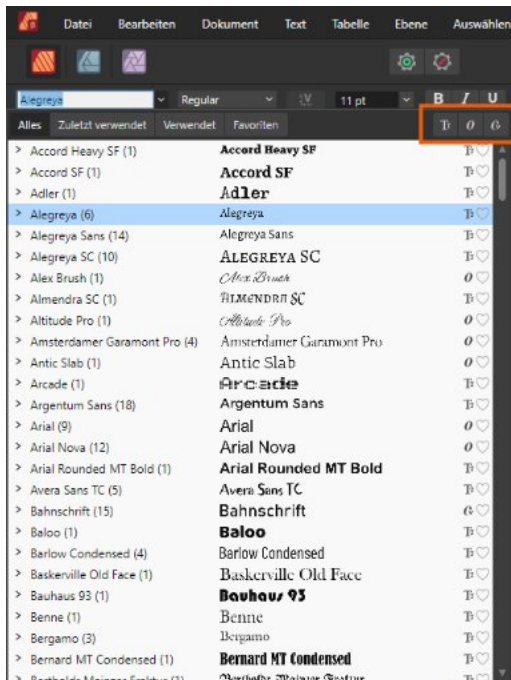 Datei Bearbeiten Dokument Text Tabelle Ebene Auswählen
Alegreya Regular 11 pt B I U
Alles Zuletzt verwendet Verwendet Favoriten Tr O G
Accord Heavy SF (1) Accord Heavy SF
Accord SF (1) Accord SF
Adler (1) Adler
Alegreya (6) Alegreya
Alegreya Sans (14) Alegreya Sans
Alegreya SC (10) Alegreya SC
Alex Brush (1) Alex Brush
Almendra SC (1) Almendra SC
Altitude Pro (1) Altitude Pro
Amsterdamer Garamont Pro (4) Amsterdamer Garamont Pro
Antic Slab (1) Antic Slab
Arcade (1) Arcade
Argentum Sans (18) Argentum Sans
Arial (9) Arial
Arial Nova (12) Arial Nova
Arial Rounded MT Bold (1) Arial Rounded MT Bold
Avera Sans TC (5) Avera Sans TC
Bahnschrift (15) Bahnschrift
Baloo (1) Baloo
Barlow Condensed (4) Barlow Condensed
Baskerville Old Face (1) Baskerville Old Face
Bauhaus 93 (1) Bauhaus 93
Benne (1) Benne
Bergamo (3) Bergamo
Bernard MT Condensed (1) Bernard MT Condensed